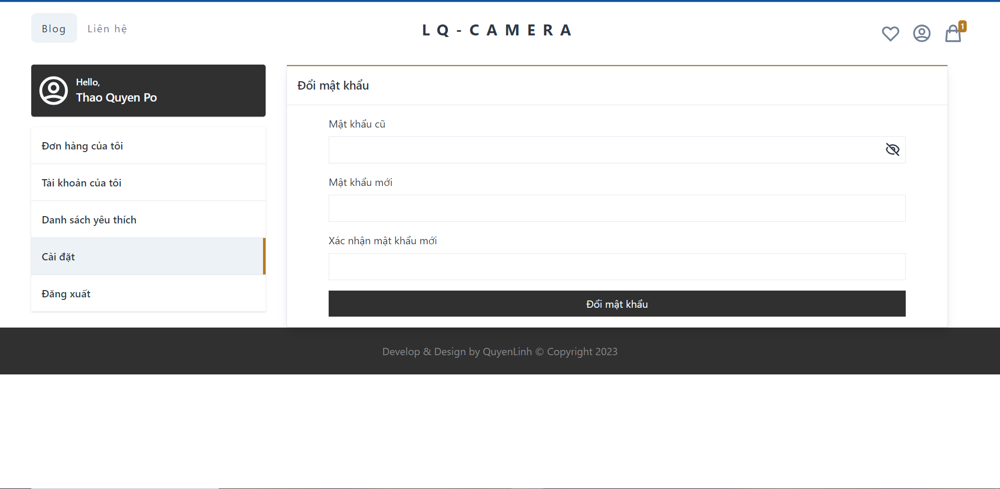 Blog
Liên hệ
LQ-CAMERA
1
Hello,
Thao Quyen Po
Đơn hàng của tôi
Tài khoản của tôi
Danh sách yêu thích
Cài đặt
Đăng xuất
Đổi mật khẩu
Mật khẩu cũ
Mật khẩu mới
Xác nhận mật khẩu mới
Đổi mật khẩu
Develop & Design by QuyenLinh © Copyright 2023